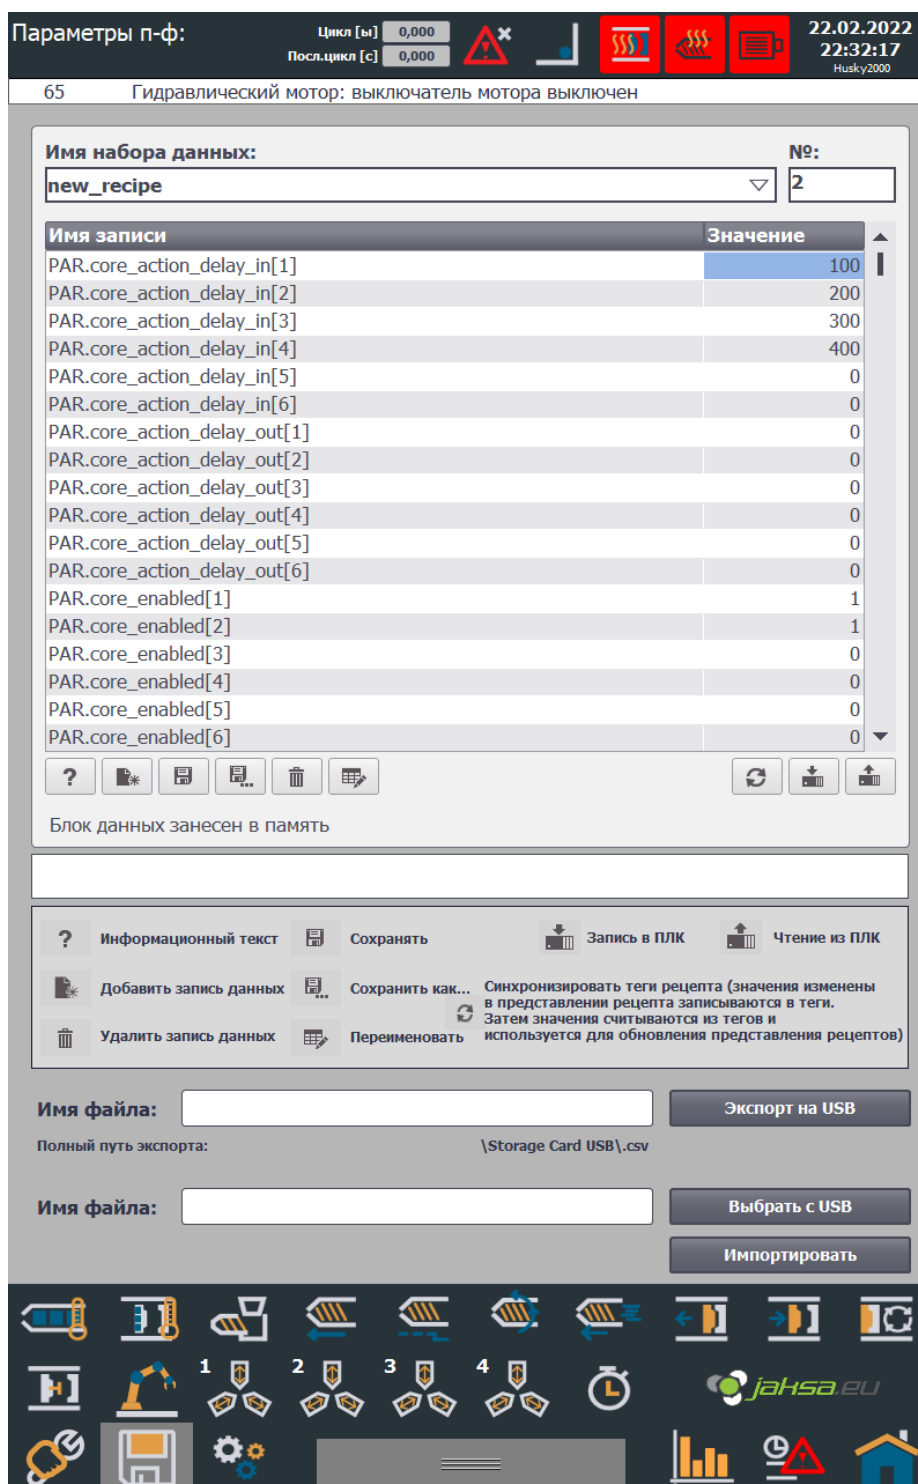 Параметры п-ф:
Цикл [ы] 0,000
Посл.цикл [с] 0,000
22.02.2022
22:32:17
Husky2000
65 Гидравлический мотор: выключатель мотора выключен
Имя набора данных: №:
new_recipe 2
Имя записи Значение
PAR.core_action_delay_in[1] 100
PAR.core_action_delay_in[2] 200
PAR.core_action_delay_in[3] 300
PAR.core_action_delay_in[4] 400
PAR.core_action_delay_in[5] 0
PAR.core_action_delay_in[6] 0
PAR.core_action_delay_out[1] 0
PAR.core_action_delay_out[2] 0
PAR.core_action_delay_out[3] 0
PAR.core_action_delay_out[4] 0
PAR.core_action_delay_out[5] 0
PAR.core_action_delay_out[6] 0
PAR.core_enabled[1] 1
PAR.core_enabled[2] 1
PAR.core_enabled[3] 0
PAR.core_enabled[4] 0
PAR.core_enabled[5] 0
PAR.core_enabled[6] 0
?
Блок данных занесен в память
? Информационный текст Сохранять Запись в ПЛК Чтение из ПЛК
Добавить запись данных Сохранить как...
Удалить запись данных Переименовать
Синхронизировать теги рецепта (значения изменены
в представлении рецепта записываются в теги.
Затем значения считываются из тегов и
используется для обновления представления рецептов)
Имя файла: Экспорт на USB
Полный путь экспорта: \Storage Card USB\.csv
Имя файла: Выбрать с USB
Импортировать
1 2 3 4
jaksa.eu